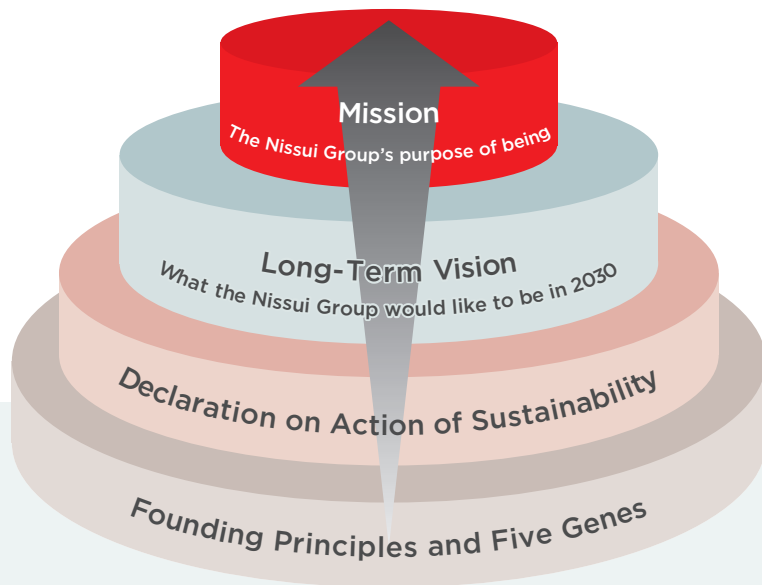 Mission
The Nissui Group's purpose of being
Long-Term Vision
What the Nissui Group would like to be in 2030
Declaration on Action of Sustainability
Founding Principles and Five Genes